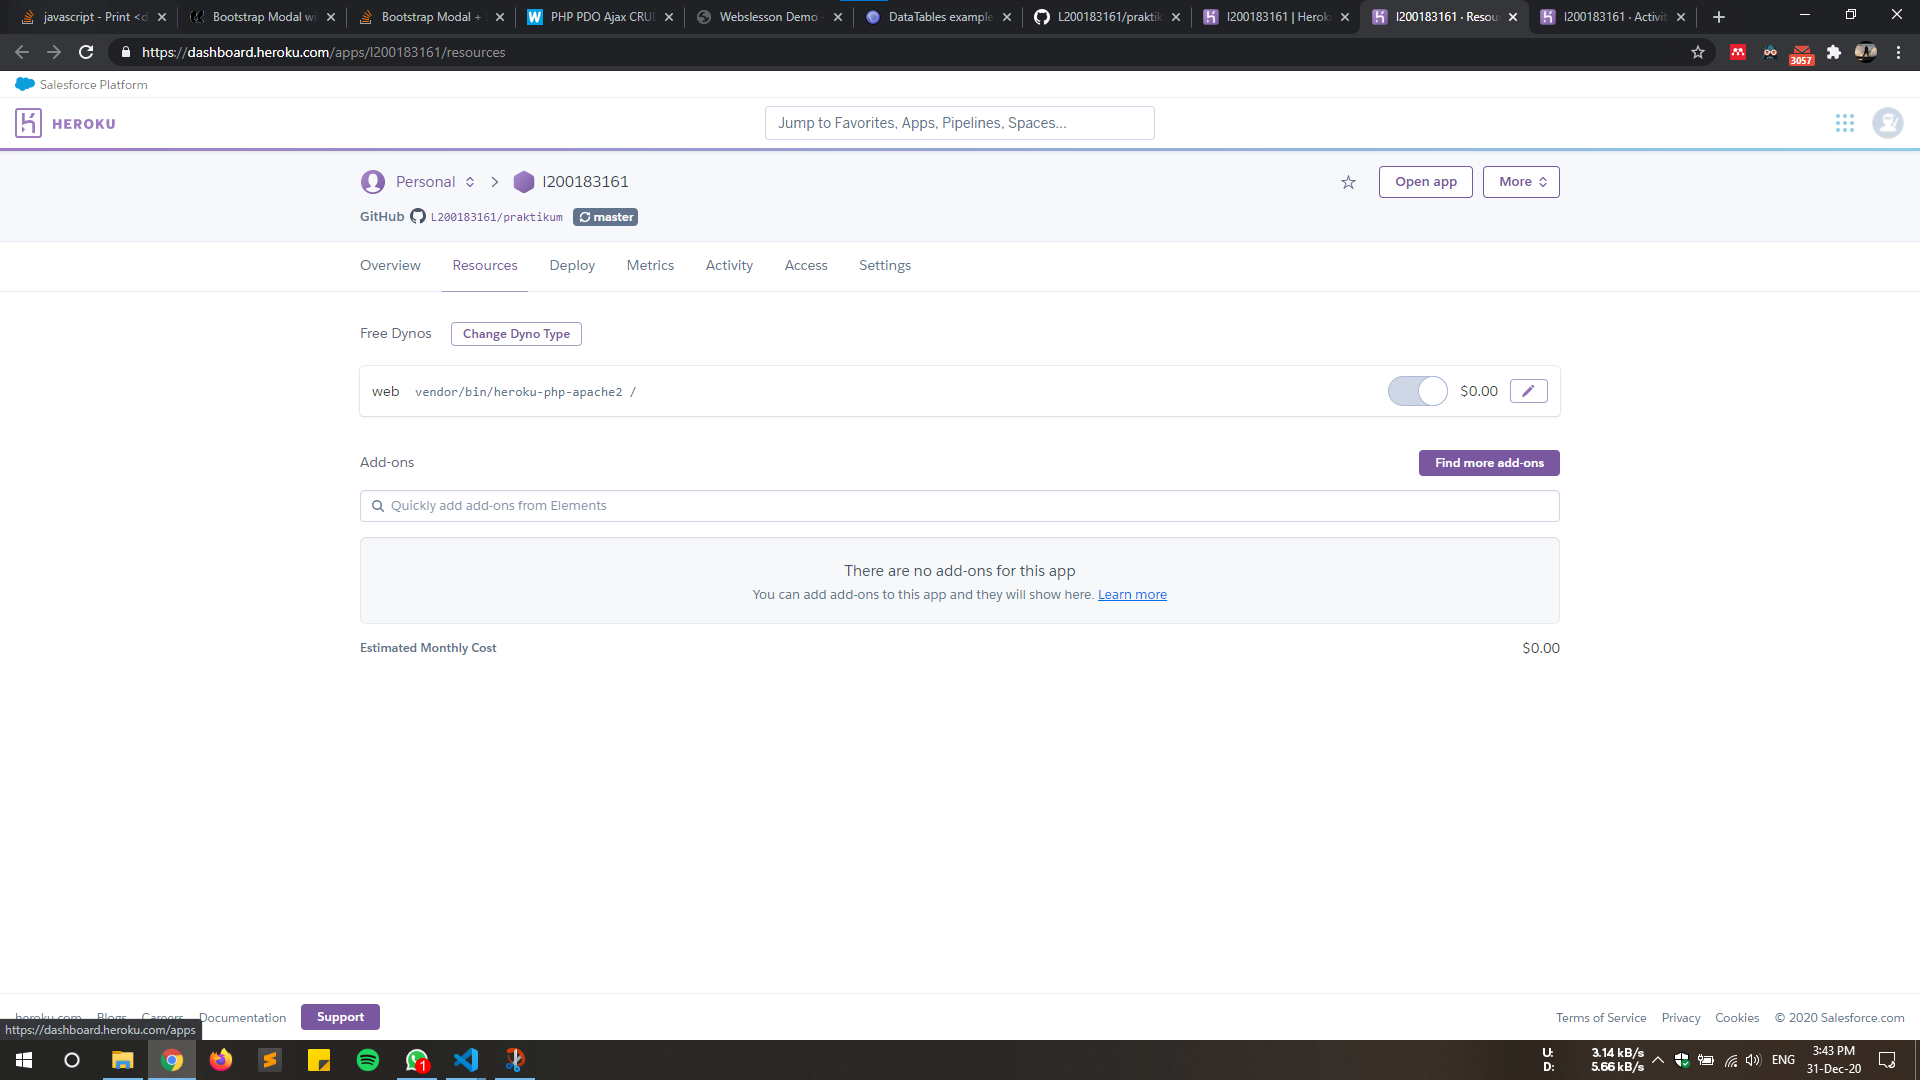 javascript - Print <d
Bootstrap Modal wi
Bootstrap Modal +
PHP PDO Ajax CRU
Webslesson Demo
DataTables example
L200183161/praktik
l200183161 | Herok
l200183161 · Resou
l200183161 · Activit
https://dashboard.heroku.com/apps/l200183161/resources
3057
Salesforce Platform
HEROKU
Jump to Favorites, Apps, Pipelines, Spaces...
Personal
l200183161
Open app
More
GitHub L200183161/praktikum master
Overview
Resources
Deploy
Metrics
Activity
Access
Settings
Free Dynos
Change Dyno Type
web vendor/bin/heroku-php-apache2 /
$0.00
Add-ons
Find more add-ons
Quickly add add-ons from Elements
There are no add-ons for this app
You can add add-ons to this app and they will show here. Learn more
Estimated Monthly Cost
$0.00
heroku.com
Blogs
Careers
Documentation
Support
Terms of Service
Privacy
Cookies
© 2020 Salesforce.com
https://dashboard.heroku.com/apps
1
U: 3.14 kB/s
D: 5.66 kB/s
ENG
3:43 PM
31-Dec-20